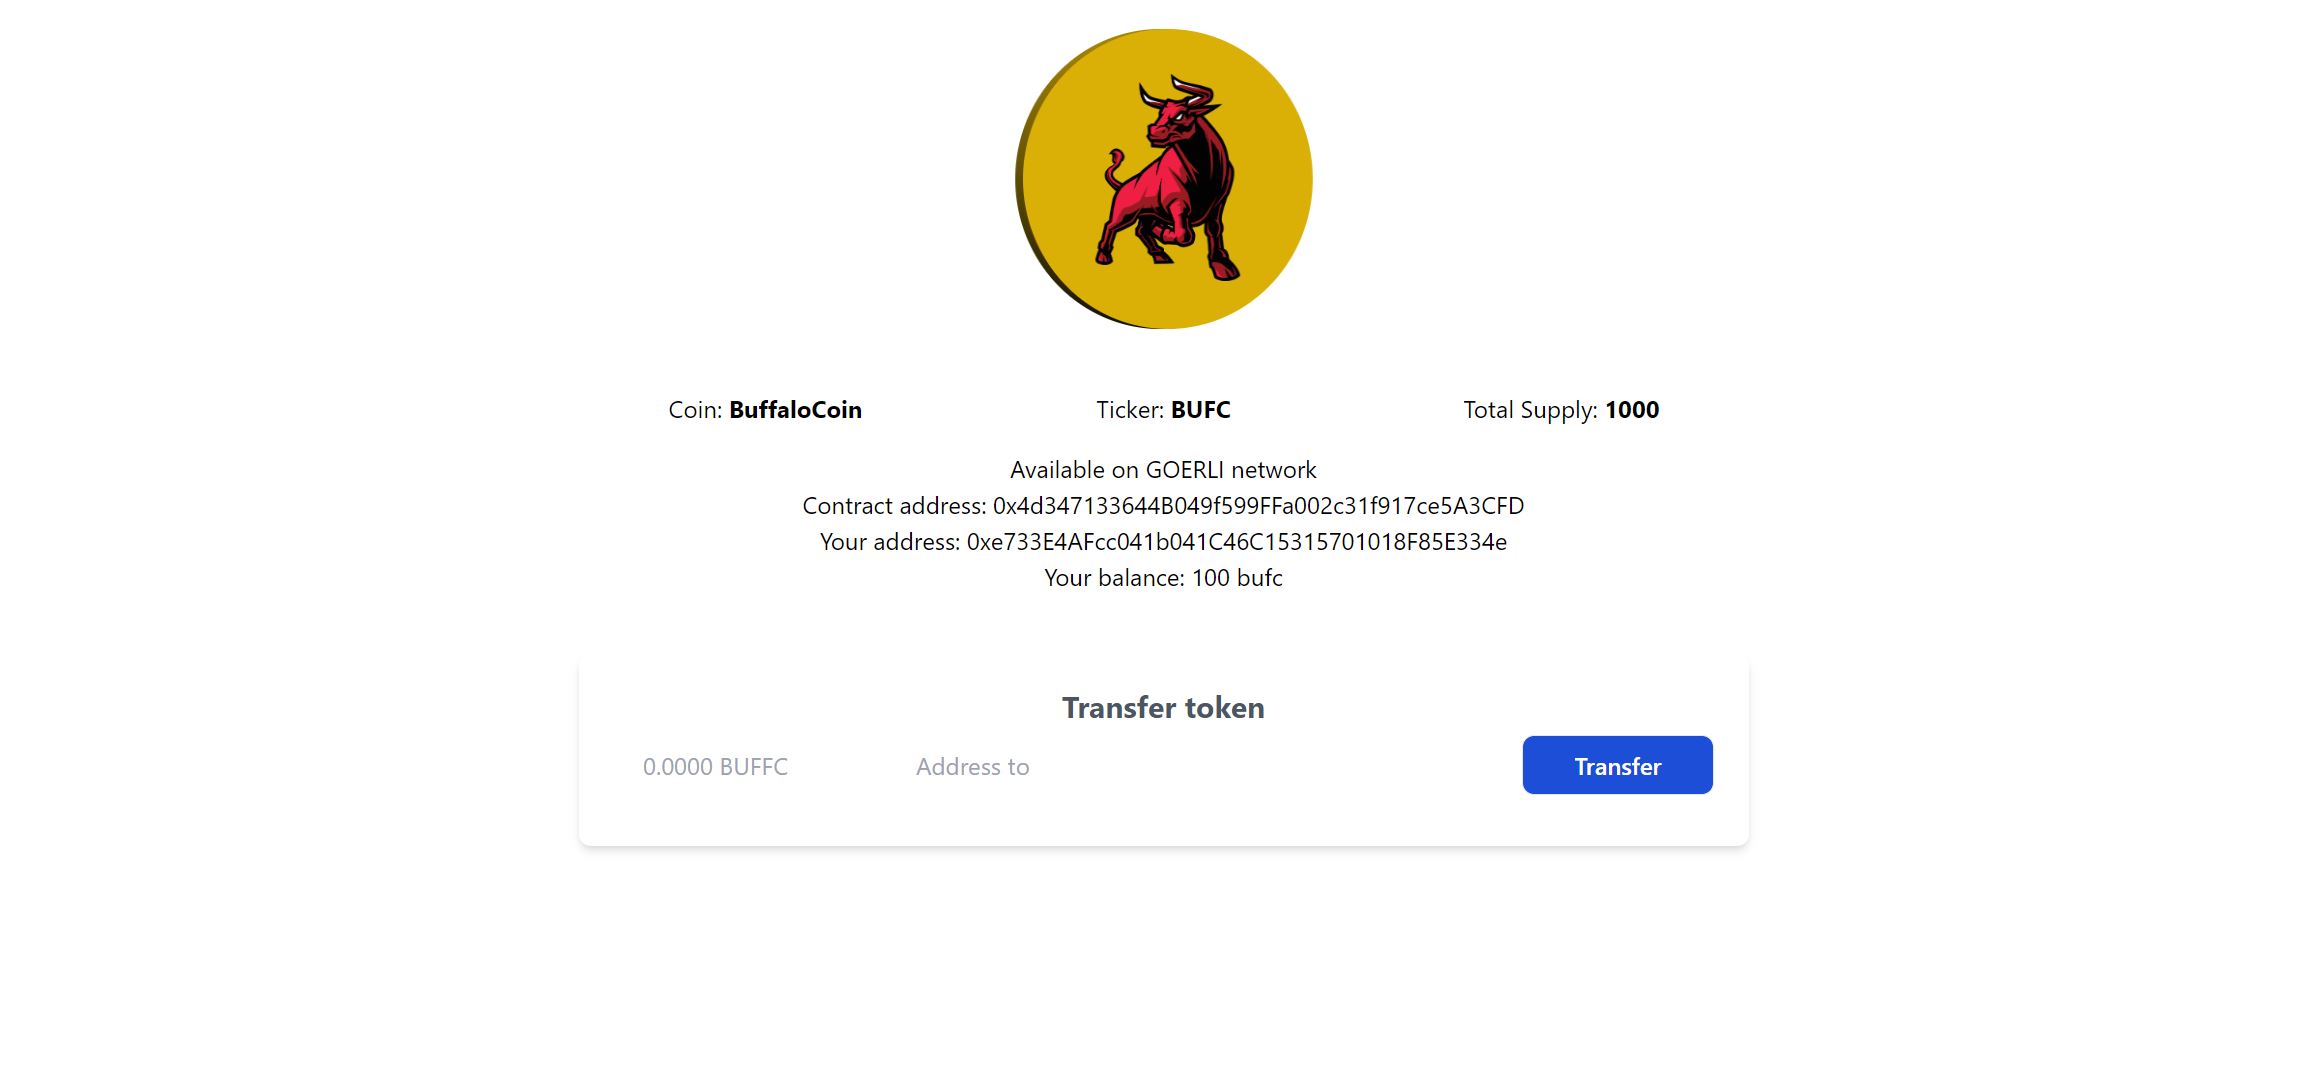 Coin: BuffaloCoin
Ticker: BUFC
Total Supply: 1000
Available on GOERLI network
Contract address: 0x4d347133644B049f599FFa002c31f917ce5A3CFD
Your address: 0xe733E4AFcc041b041C46C15315701018F85E334e
Your balance: 100 bufc
Transfer token
0.0000 BUFFC
Address to
Transfer